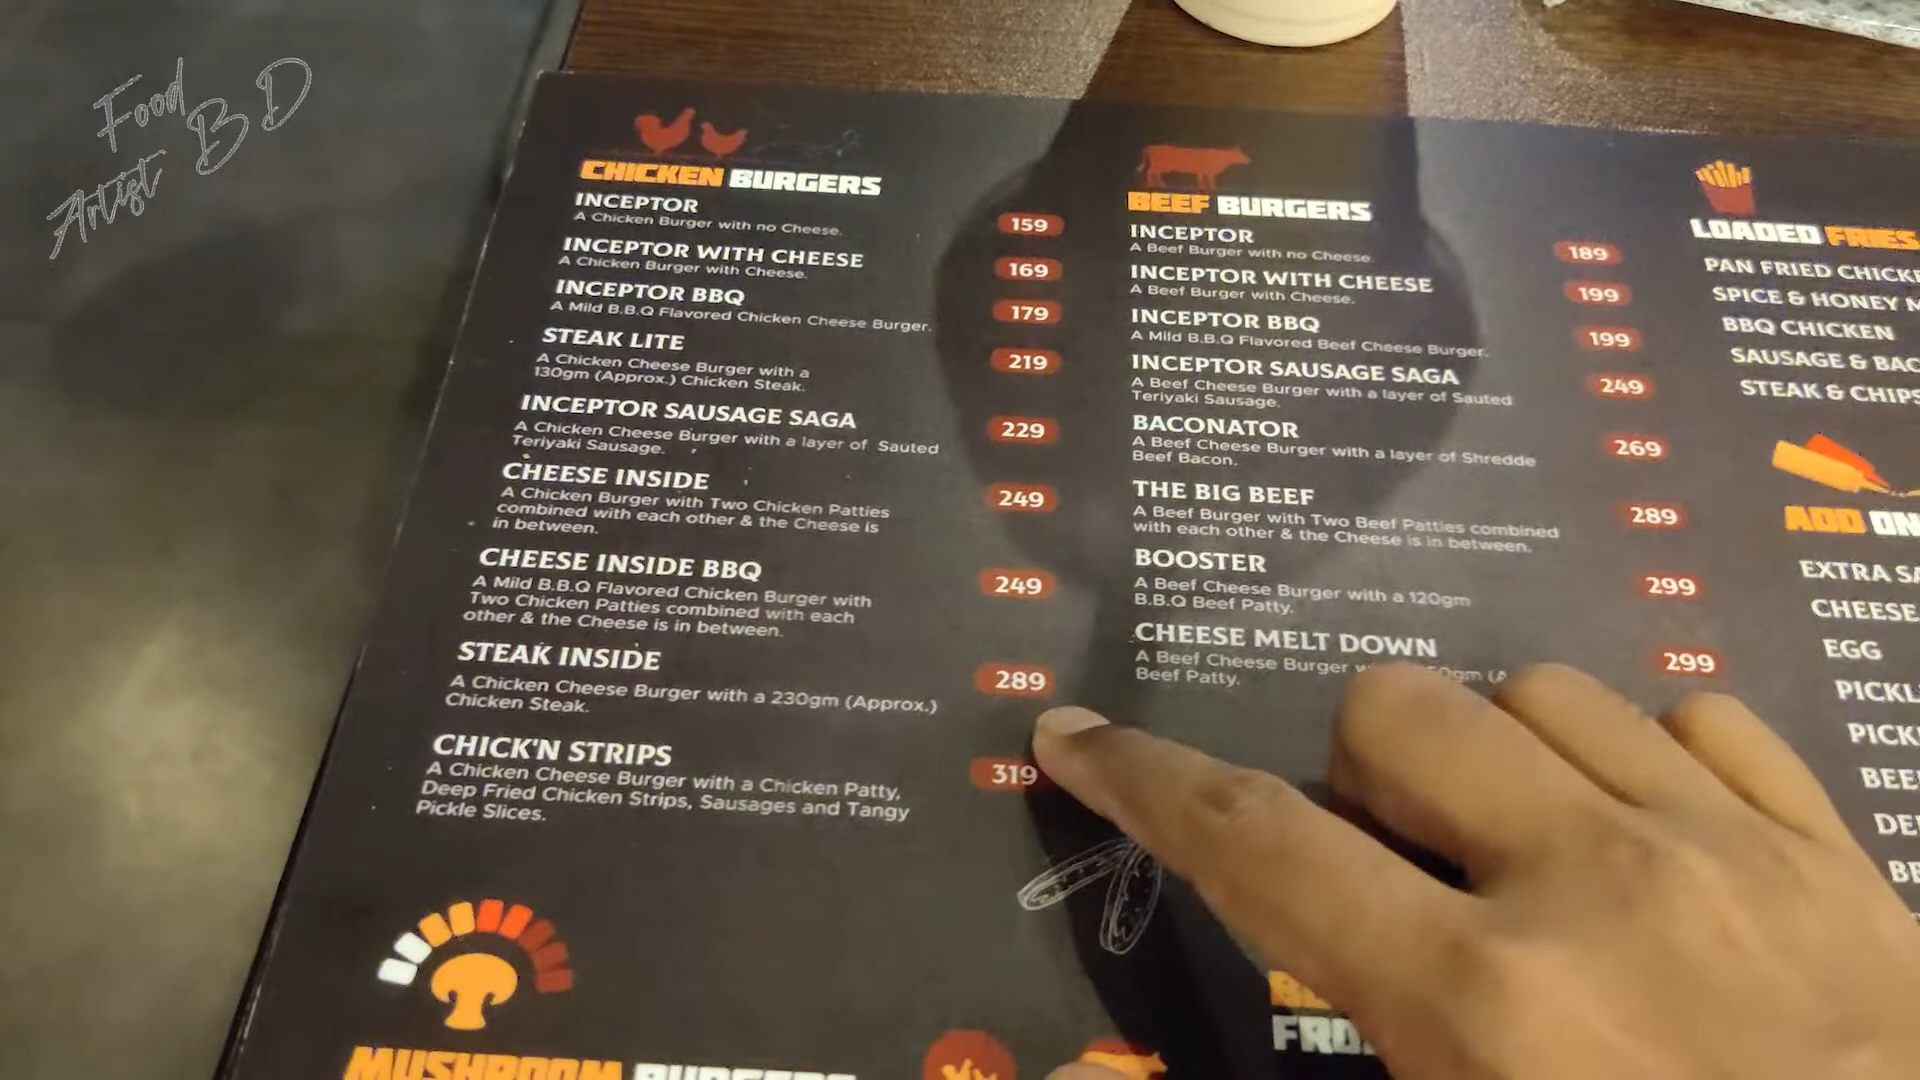 Food
Artist BD
CHICKEN BURGERS
INCEPTOR
A Chicken Burger with no Cheese.
159
INCEPTOR WITH CHEESE
A Chicken Burger with Cheese.
169
INCEPTOR BBQ
A Mild B.B.Q Flavored Chicken Cheese Burger.
179
STEAK LITE
A Chicken Cheese Burger with a
130gm (Approx.) Chicken Steak.
219
INCEPTOR SAUSAGE SAGA
A Chicken Cheese Burger with a layer of Sauted
Teriyaki Sausage.
229
CHEESE INSIDE
A Chicken Burger with Two Chicken Patties
combined with each other & the Cheese is
in between.
249
CHEESE INSIDE BBQ
A Mild B.B.Q Flavored Chicken Burger with
Two Chicken Patties combined with each
other & the Cheese is in between.
249
STEAK INSIDE
A Chicken Cheese Burger with a 230gm (Approx.)
Chicken Steak.
289
CHICK'N STRIPS
A Chicken Cheese Burger with a Chicken Patty,
Deep Fried Chicken Strips, Sausages and Tangy
Pickle Slices.
319
MUSHROOM BURGERS
BEEF BURGERS
INCEPTOR
A Beef Burger with no Cheese.
189
INCEPTOR WITH CHEESE
A Beef Burger with Cheese.
199
INCEPTOR BBQ
A Mild B.B.Q Flavored Beef Cheese Burger.
199
INCEPTOR SAUSAGE SAGA
A Beef Cheese Burger with a layer of Sauted
Teriyaki Sausage.
249
BACONATOR
A Beef Cheese Burger with a layer of Shredde
Beef Bacon.
269
THE BIG BEEF
A Beef Burger with Two Beef Patties combined
with each other & the Cheese is in between.
289
BOOSTER
A Beef Cheese Burger with a 120gm
B.B.Q Beef Patty.
299
CHEESE MELT DOWN
A Beef Cheese Burger
Beef Patty.
299
LOADED FRIES
PAN FRIED
SPICE & HONEY
BBQ CHICKEN
SAUSAGE &
STEAK & CHIPS
ADD ON
EXTRA
CHEESE
EGG